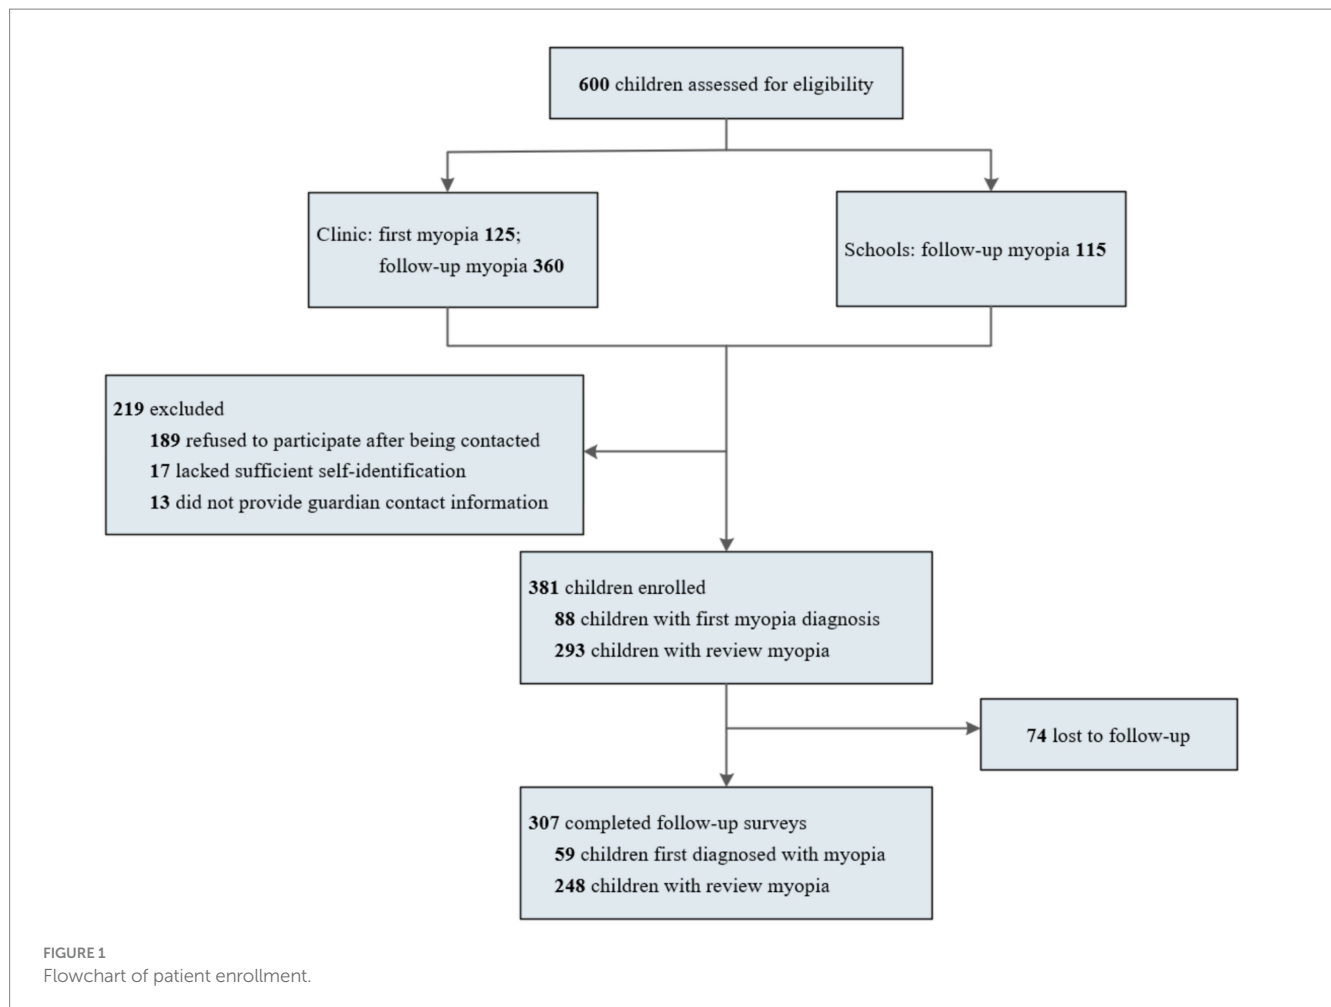 600 children assessed for eligibility
Clinic: first myopia 125;
follow-up myopia 360
Schools: follow-up myopia 115
219 excluded
189 refused to participate after being contacted
17 lacked sufficient self-identification
13 did not provide guardian contact information
381 children enrolled
88 children with first myopia diagnosis
293 children with review myopia
74 lost to follow-up
307 completed follow-up surveys
59 children first diagnosed with myopia
248 children with review myopia
FIGURE 1
Flowchart of patient enrollment.